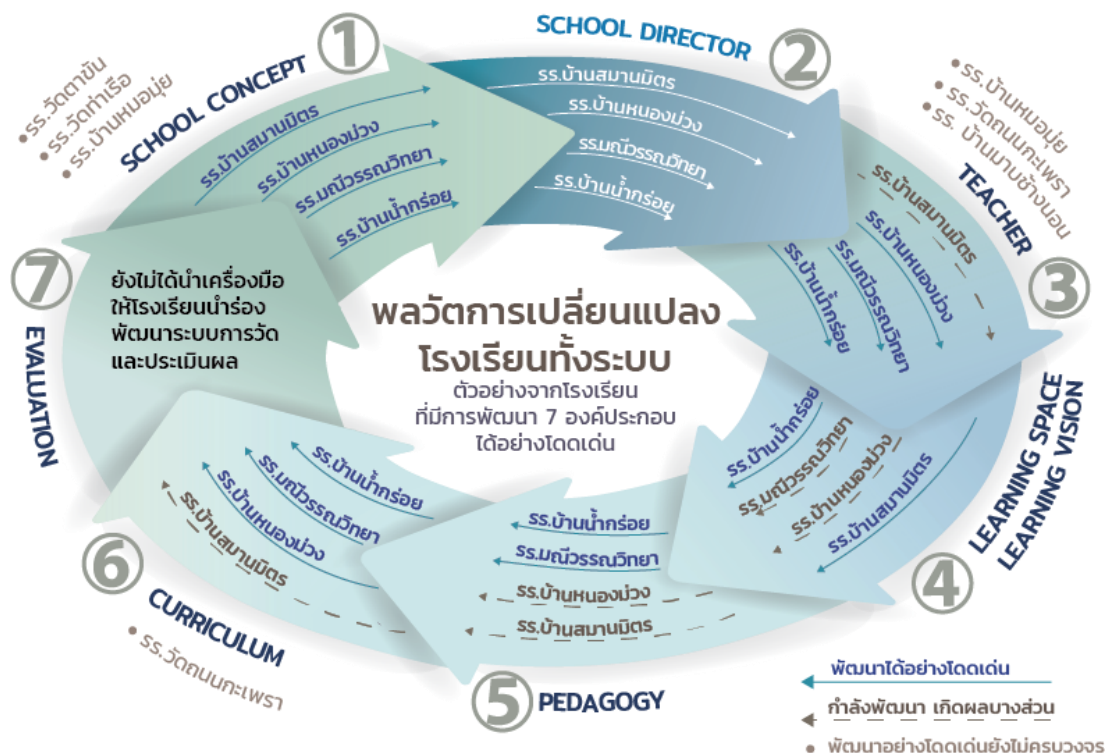 1
SCHOOL CONCEPT
• รร.วัดตาขัน
• รร.วัดท่าเรือ
• รร.บ้านหมอมุ่ย
รร.บ้านสมานมิตร
รร.บ้านหนองม่วง
รร.มณีวรรณวิทยา
รร.บ้านน้ำกร่อย
2
SCHOOL DIRECTOR
รร.บ้านสมานมิตร
รร.บ้านหนองม่วง
รร.มณีวรรณวิทยา
รร.บ้านน้ำกร่อย
3
TEACHER
• รร.บ้านหมอมุ่ย
• รร.วัดถนนกะเพรา
• รร. บ้านมาบช้างนอน
รร.บ้านสมานมิตร
รร.บ้านหนองม่วง
รร.มณีวรรณวิทยา
รร.บ้านน้ำกร่อย
4
LEARNING SPACE
LEARNING VISION
รร.บ้านน้ำกร่อย
รร.มณีวรรณวิทยา
รร.บ้านหนองม่วง
รร.บ้านสมานมิตร
5
PEDAGOGY
รร.บ้านน้ำกร่อย
รร.มณีวรรณวิทยา
รร.บ้านหนองม่วง
รร.บ้านสมานมิตร
6
CURRICULUM
• รร.วัดถนนกะเพรา
รร.บ้านน้ำกร่อย
รร.มณีวรรณวิทยา
รร.บ้านหนองม่วง
รร.บ้านสมานมิตร
7
EVALUATION
ยังไม่ได้นำเครื่องมือ
ให้โรงเรียนนำร่อง
พัฒนาระบบการวัด
และประเมินผล
พลวัตการเปลี่ยนแปลง
โรงเรียนทั้งระบบ
ตัวอย่างจากโรงเรียน
ที่มีการพัฒนา 7 องค์ประกอบ
ได้อย่างโดดเด่น
พัฒนาได้อย่างโดดเด่น
กำลังพัฒนา เกิดผลบางส่วน
• พัฒนาอย่างโดดเด่นยังไม่ครบวงจร